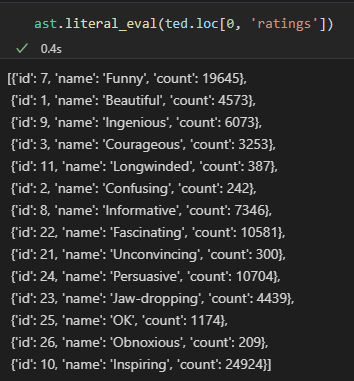 ast.literal_eval(ted.loc[0, 'ratings'])
✓ 0.4s
[{'id': 7, 'name': 'Funny', 'count': 19645},
{'id': 1, 'name': 'Beautiful', 'count': 4573},
{'id': 9, 'name': 'Ingenious', 'count': 6073},
{'id': 3, 'name': 'Courageous', 'count': 3253},
{'id': 11, 'name': 'Longwinded', 'count': 387},
{'id': 2, 'name': 'Confusing', 'count': 242},
{'id': 8, 'name': 'Informative', 'count': 7346},
{'id': 22, 'name': 'Fascinating', 'count': 10581},
{'id': 21, 'name': 'Unconvincing', 'count': 300},
{'id': 24, 'name': 'Persuasive', 'count': 10704},
{'id': 23, 'name': 'Jaw-dropping', 'count': 4439},
{'id': 25, 'name': 'OK', 'count': 1174},
{'id': 26, 'name': 'Obnoxious', 'count': 209},
{'id': 10, 'name': 'Inspiring', 'count': 24924}]